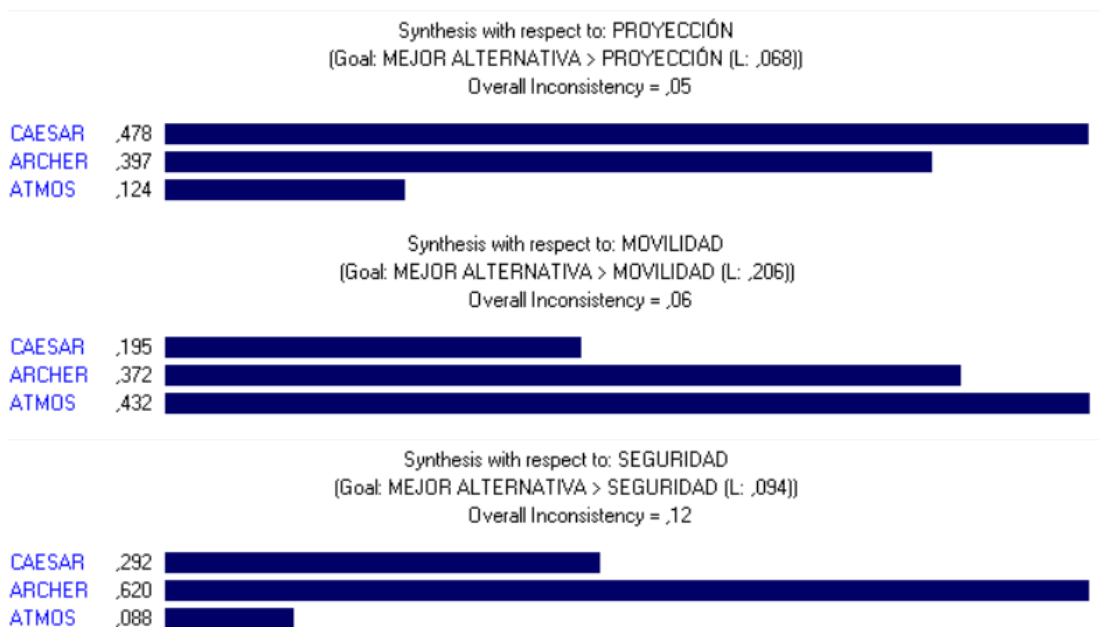 Synthesis with respect to: PROYECCIÓN
(Goal: MEJOR ALTERNATIVA > PROYECCIÓN (L: ,068))
Overall Inconsistency = ,05
CAESAR ,478
ARCHER ,397
ATMOS ,124
Synthesis with respect to: MOVILIDAD
(Goal: MEJOR ALTERNATIVA > MOVILIDAD (L: ,206))
Overall Inconsistency = ,06
CAESAR ,195
ARCHER ,372
ATMOS ,432
Synthesis with respect to: SEGURIDAD
(Goal: MEJOR ALTERNATIVA > SEGURIDAD (L: ,094))
Overall Inconsistency = ,12
CAESAR ,292
ARCHER ,620
ATMOS ,088